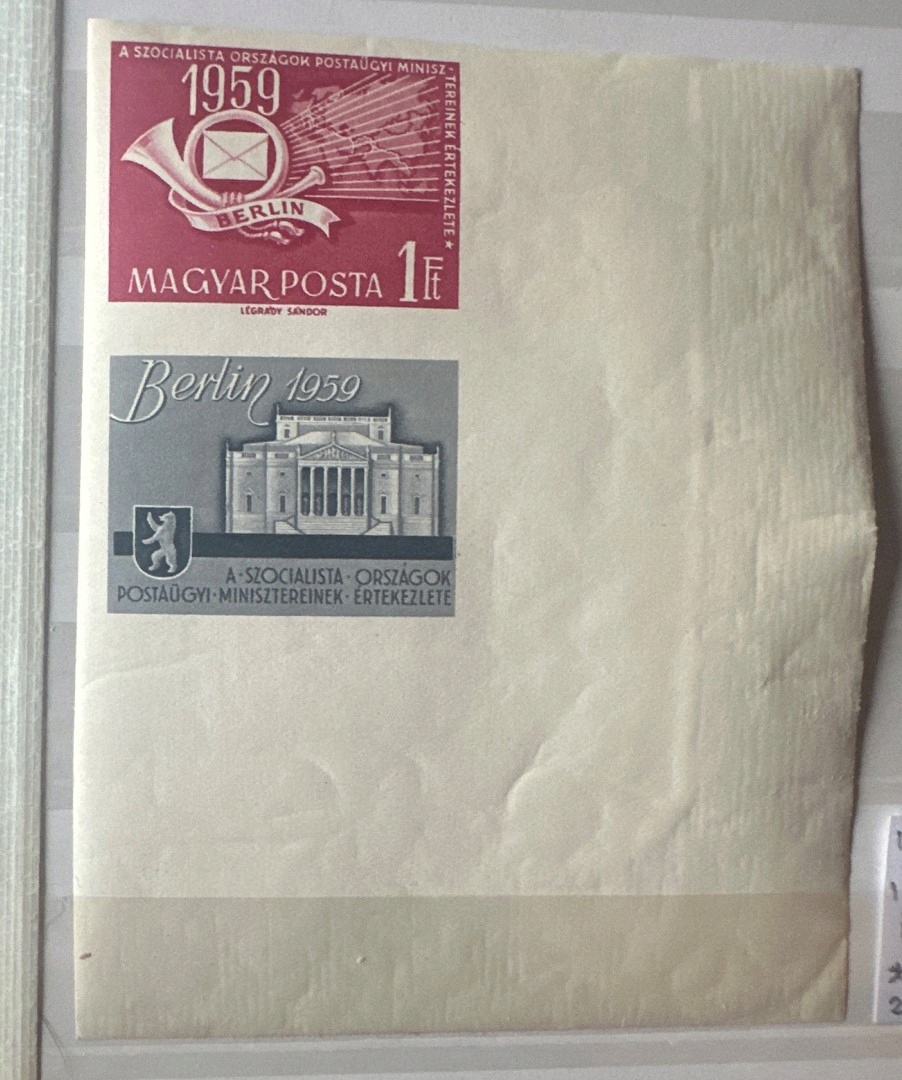 A SZOCIALISTA ORSZÁGOK POSTAÜGYI MINISZ-
TEREINEK ÉRTEKEZLETE ★
1959
BERLIN
MAGYAR POSTA 1 Ft
LÉGRÁDY SÁNDOR
Berlin 1959
A·SZOCIALISTA·ORSZÁGOK
POSTAÜGYI·MINISZTEREINEK·ÉRTEKEZLETE